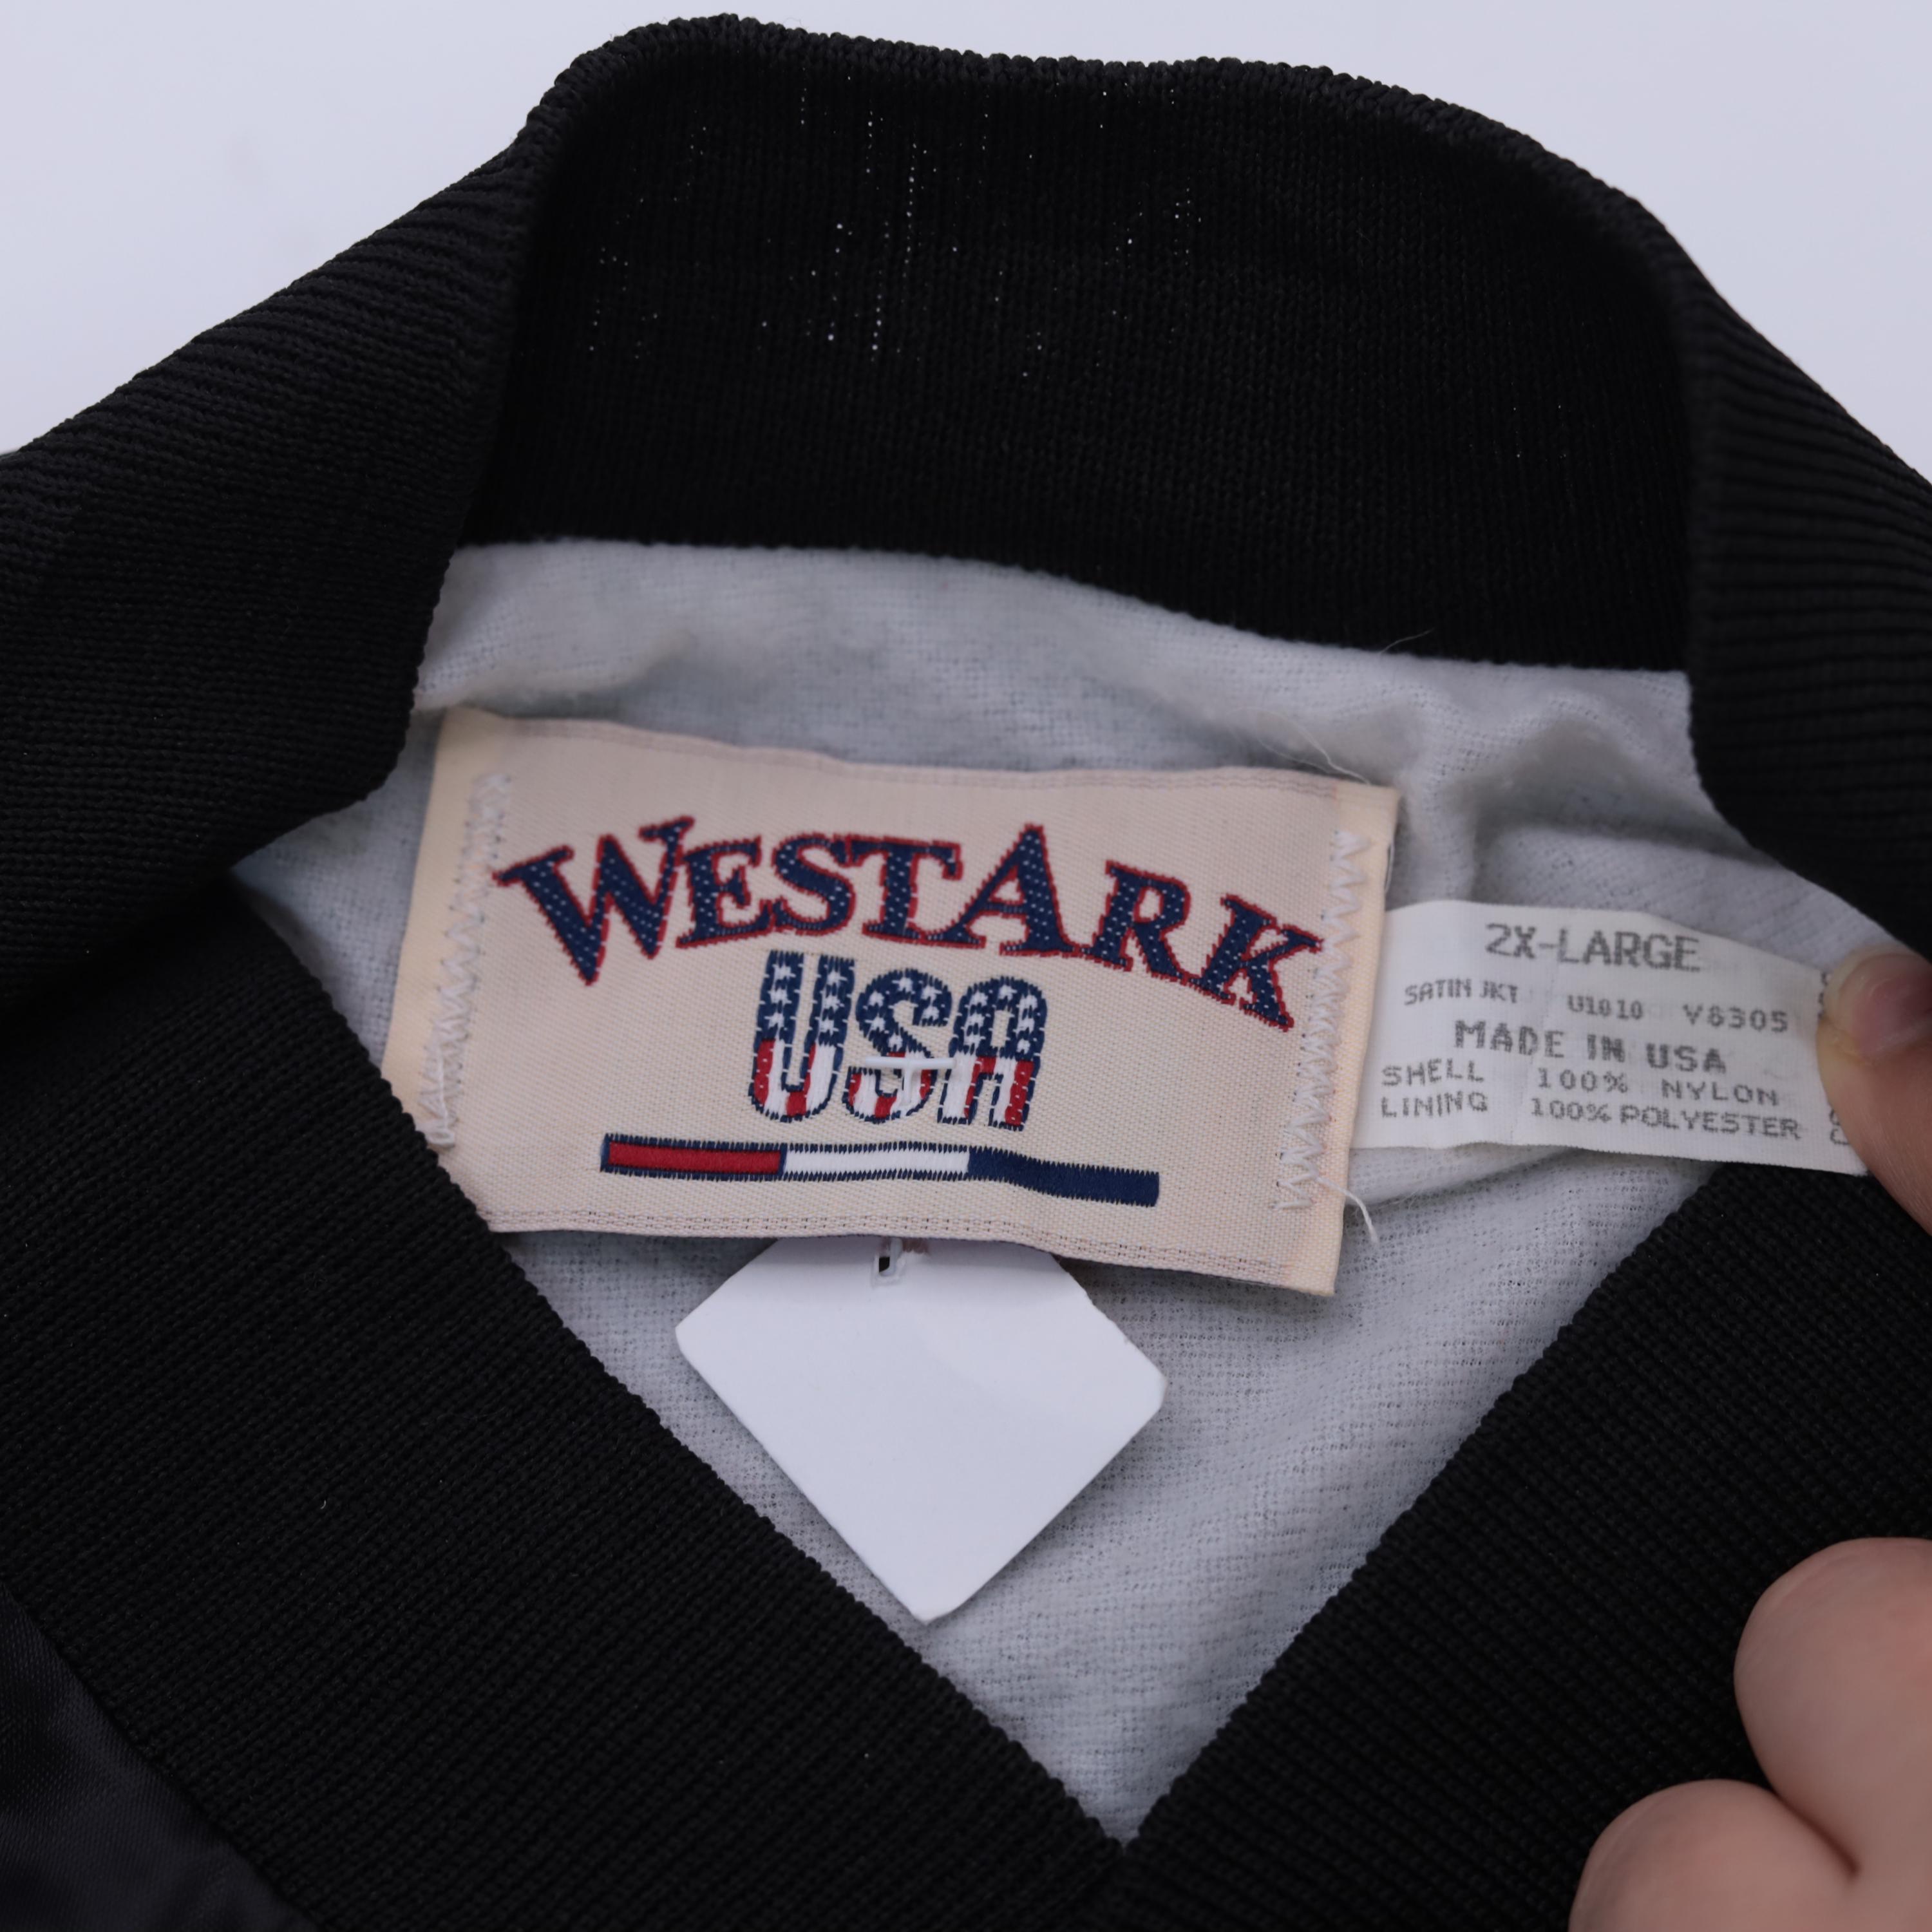 WESTARK
USA
2X-LARGE
SATIN JKT U1010 V8305
MADE IN USA
SHELL 100% NYLON
LINING 100% POLYESTER